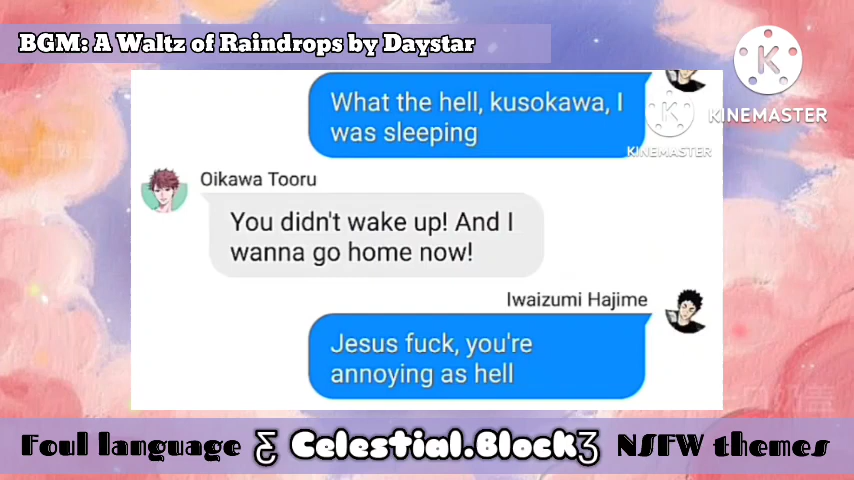 BGM: A Waltz of Raindrops by Daystar
K
KINEMASTER
K
KINEMASTER
What the hell, kusokawa, I
was sleeping
Oikawa Tooru
You didn't wake up! And I
wanna go home now!
Iwaizumi Hajime
Jesus fuck, you're
annoying as hell
Foul language ξ Celestial.Block3 NSFW themes